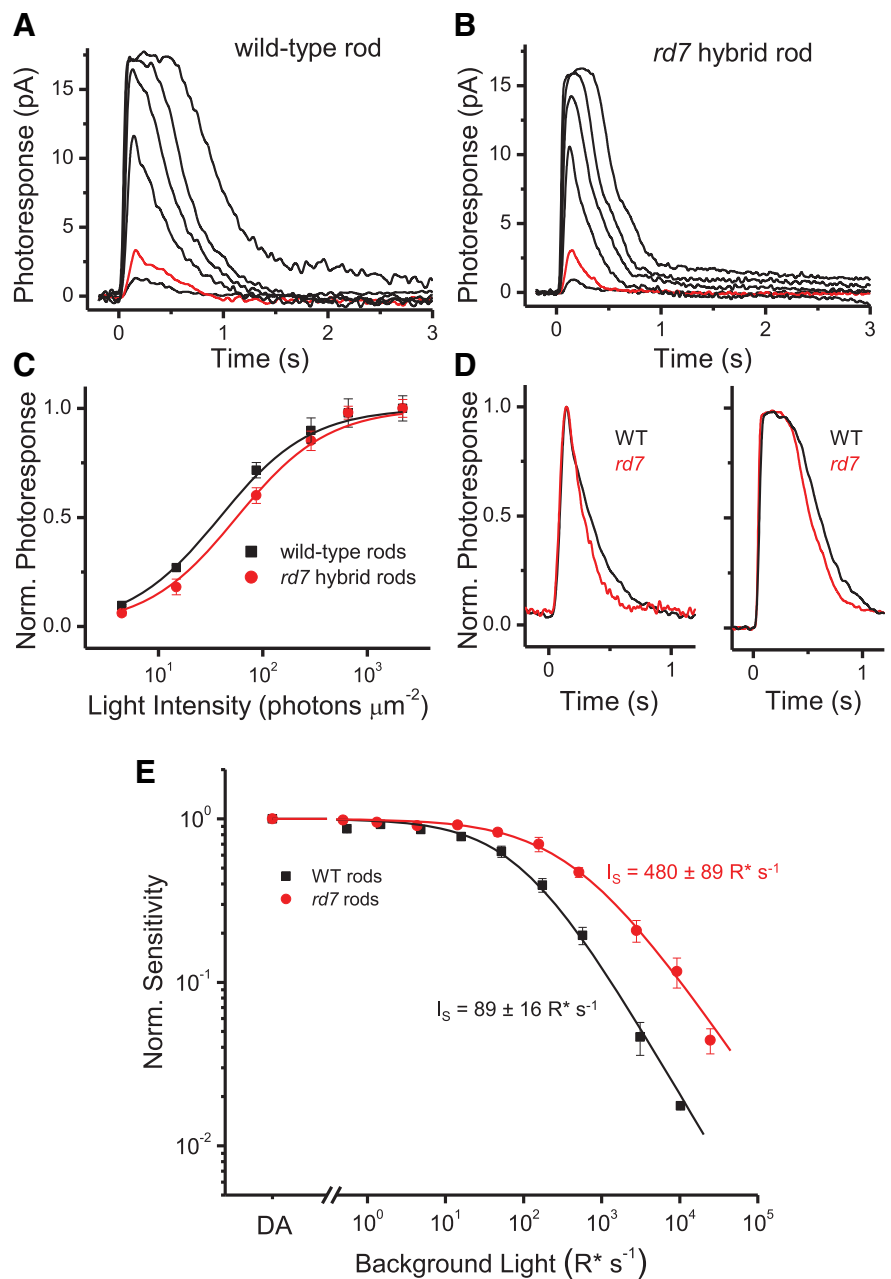 A
wild-type rod
Photoresponse (pA)
15
10
5
0
0
1
2
3
Time (s)
B
rd7 hybrid rod
Photoresponse (pA)
15
10
5
0
0
1
2
3
Time (s)
C
Norm. Photoresponse
1.0
0.5
0.0
wild-type rods
rd7 hybrid rods
10¹
10²
10³
Light Intensity (photons μm⁻²)
D
Norm. Photoresponse
1.0
0.5
0.0
WT
rd7
0
1
Time (s)
WT
rd7
0
1
Time (s)
E
Norm. Sensitivity
10⁰
10⁻¹
10⁻²
WT rods
rd7 rods
I_S = 480 ± 89 R* s⁻¹
I_S = 89 ± 16 R* s⁻¹
DA
10⁰
10¹
10²
10³
10⁴
10⁵
Background Light (R* s⁻¹)